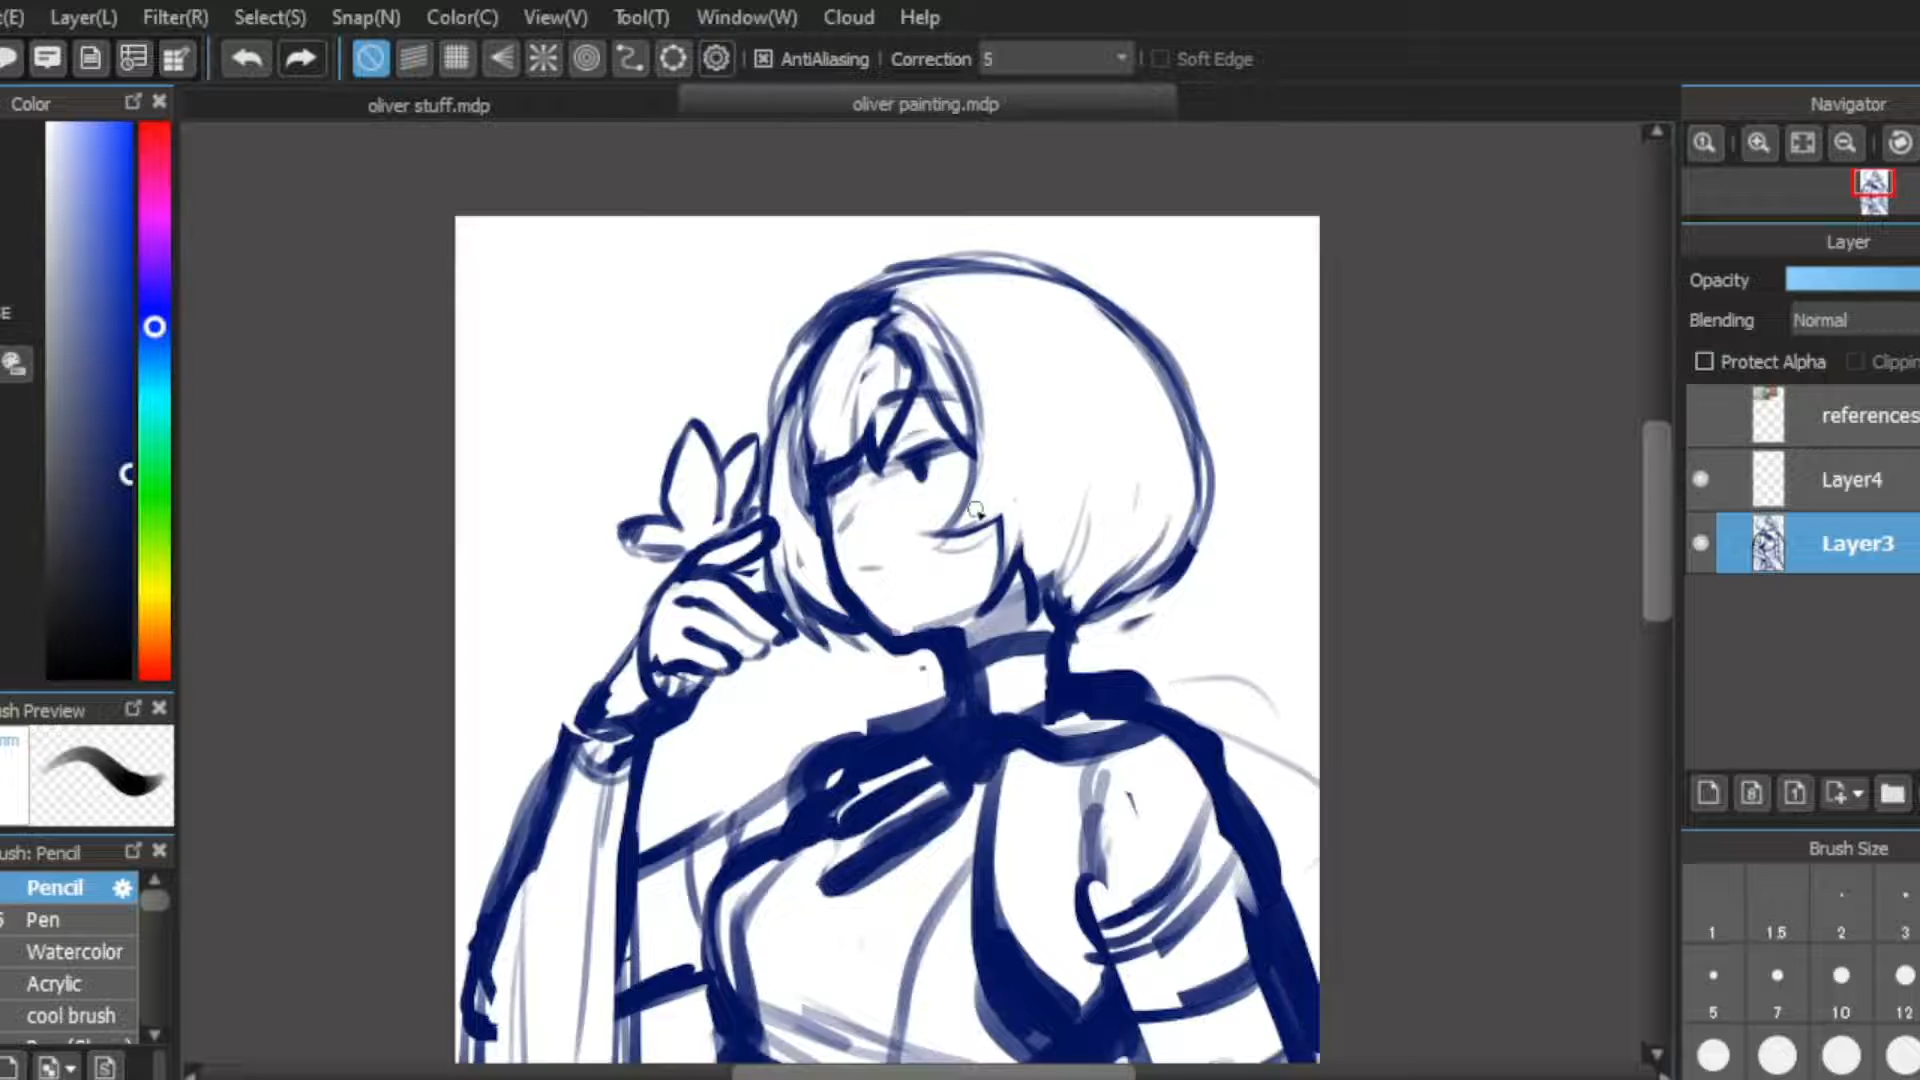 (E) Layer(L) Filter(R) Select(S) Snap(N) Color(C) View(V) Tool(T) Window(W) Cloud Help
AntiAliasing Correction 5 Soft Edge
Color
oliver stuff.mdp oliver painting.mdp
Navigator
Layer
Opacity
Blending Normal
Protect Alpha Clippin
references
Layer4
Layer3
E
sh Preview
mm
ush: Pencil
Pencil
Pen
Watercolor
Acrylic
cool brush
Brush Size
1 1.5 2 3
5 7 10 12